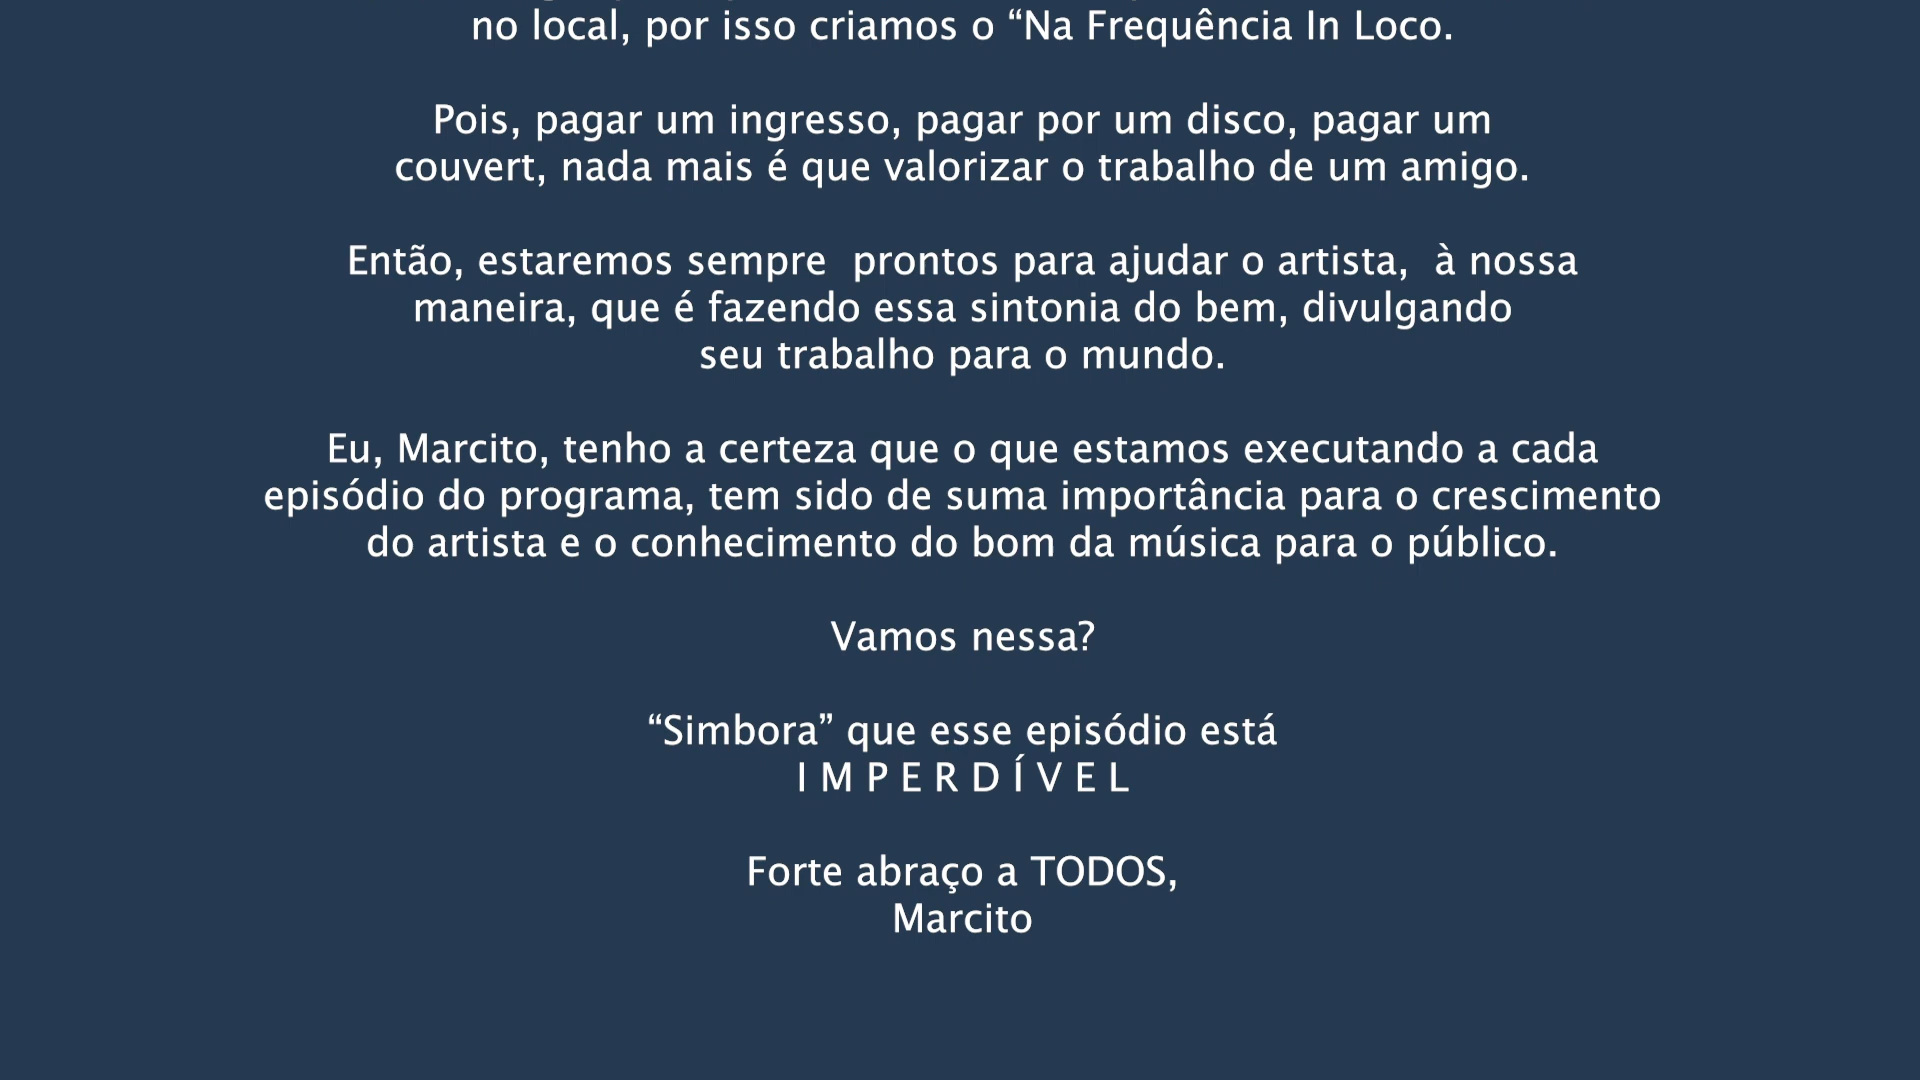 no local, por isso criamos o “Na Frequência In Loco.
Pois, pagar um ingresso, pagar por um disco, pagar um
couvert, nada mais é que valorizar o trabalho de um amigo.
Então, estaremos sempre  prontos para ajudar o artista,  à nossa
maneira, que é fazendo essa sintonia do bem, divulgando
seu trabalho para o mundo.
Eu, Marcito, tenho a certeza que o que estamos executando a cada
episódio do programa, tem sido de suma importância para o crescimento
do artista e o conhecimento do bom da música para o público.
Vamos nessa?
“Simbora” que esse episódio está
I M P E R D Í V E L
Forte abraço a TODOS,
Marcito